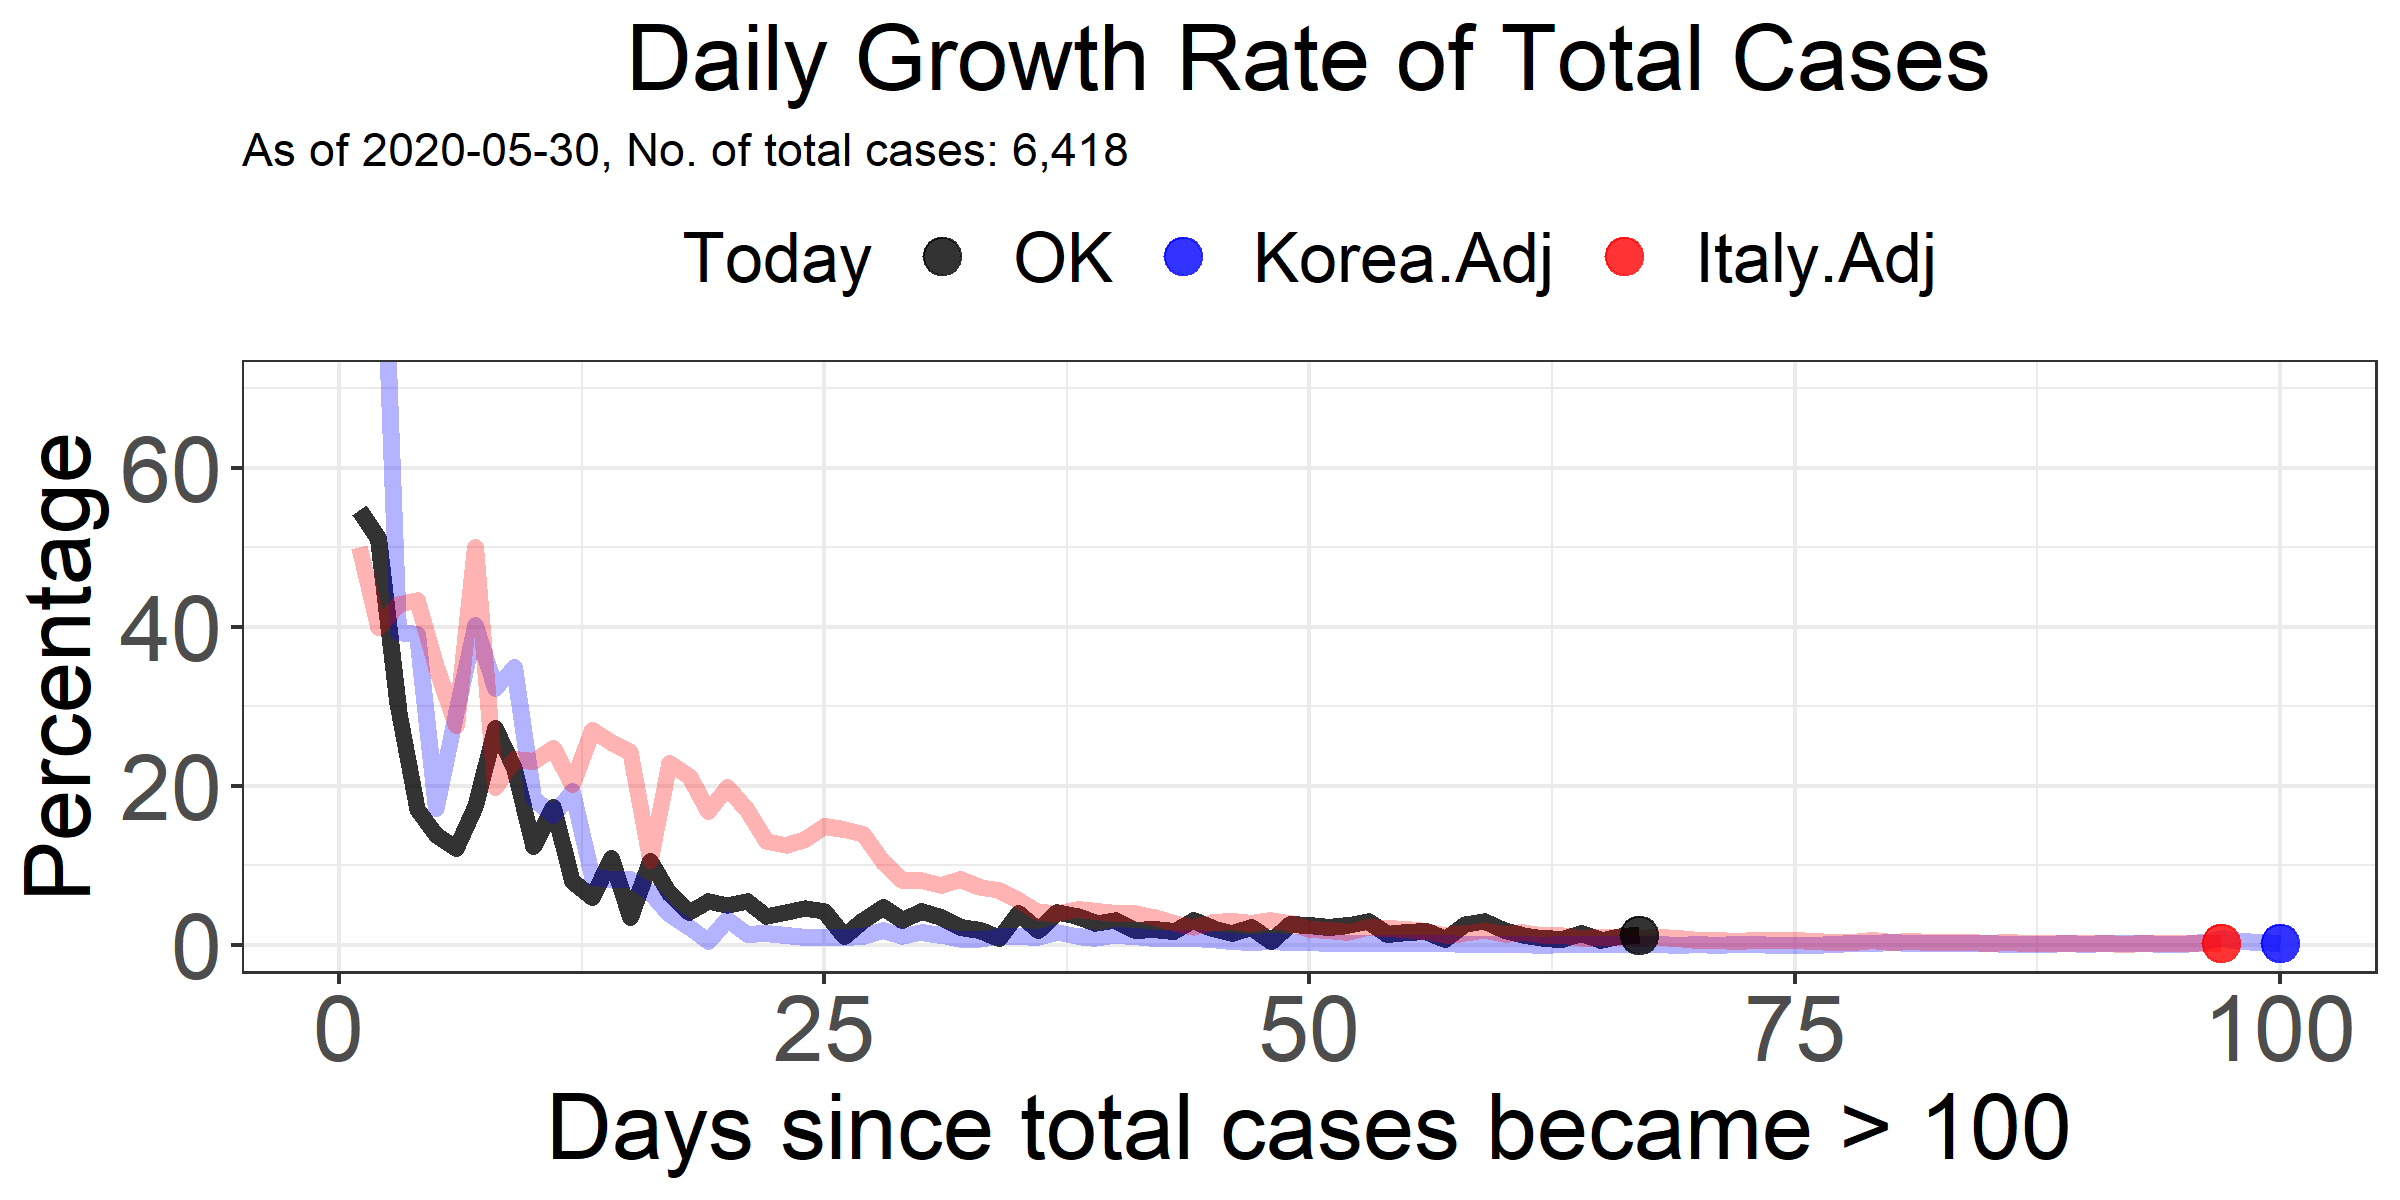 Daily Growth Rate of Total Cases
As of 2020-05-30, No. of total cases: 6,418
Today OK Korea.Adj Italy.Adj
Percentage
60
40
20
0
0 25 50 75 100
Days since total cases became > 100